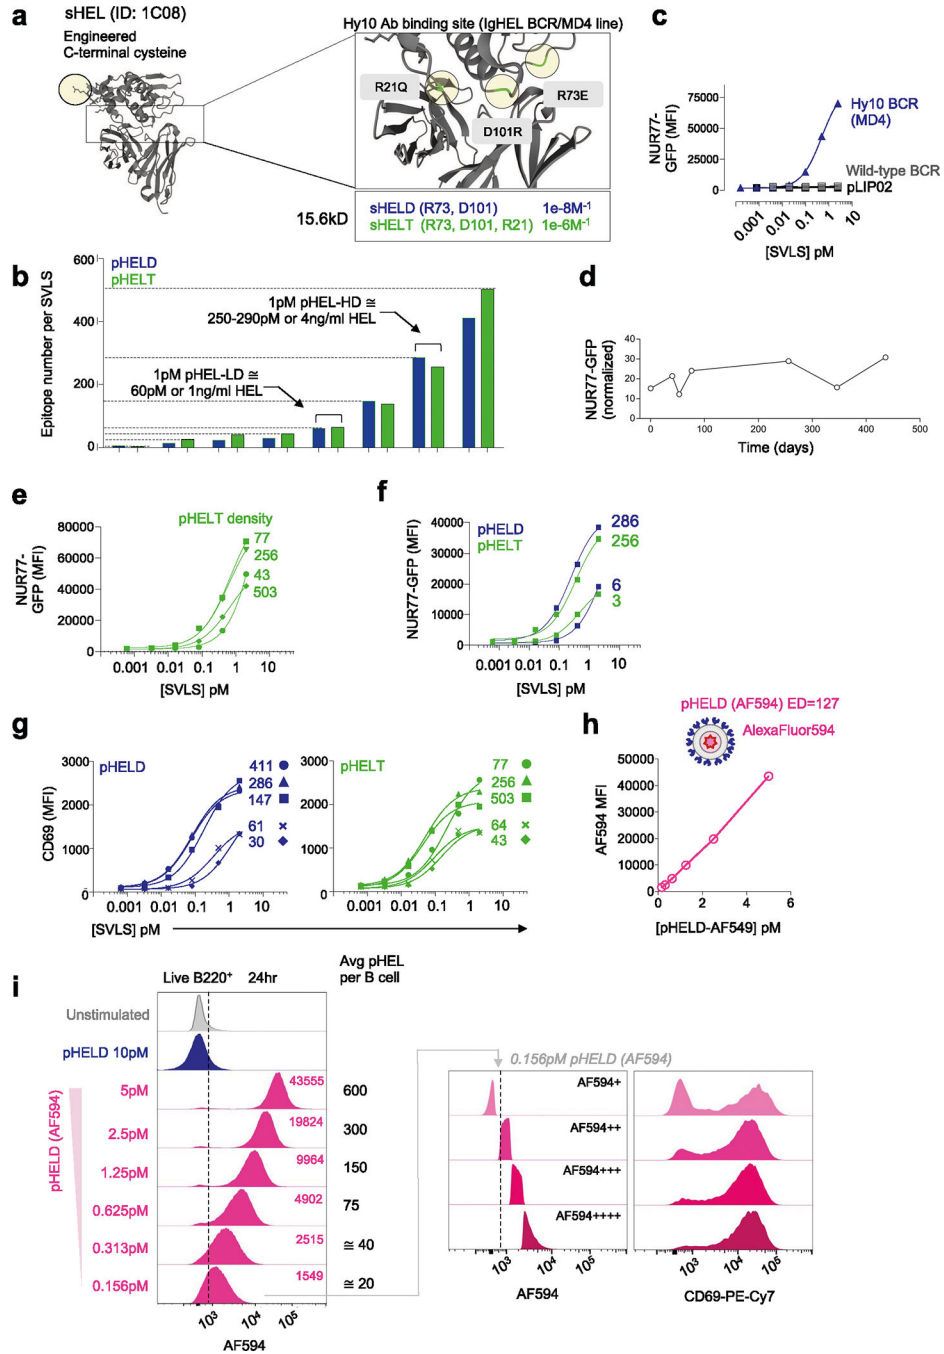 a
sHEL (ID: 1C08)
Engineered
C-terminal cysteine
Hy10 Ab binding site (IgHEL BCR/MD4 line)
R21Q
R73E
D101R
15.6kD
sHELD (R73, D101) 1e-8M-1
sHELT (R73, D101, R21) 1e-6M-1
c
NUR77-
GFP (MFI)
75000
50000
25000
0
Hy10 BCR
(MD4)
Wild-type BCR
pLIP02
0.001
0.01
0.1
1
10
[SVLS] pM
b
Epitope number per SVLS
600
400
200
0
pHELD
pHELT
1pM pHEL-HD ≅
250-290pM or 4ng/ml HEL
1pM pHEL-LD ≅
60pM or 1ng/ml HEL
d
NUR77-GFP
(normalized)
40
30
20
10
0
0 100 200 300 400 500
Time (days)
e
pHELT density
NUR77-
GFP (MFI)
80000
60000
40000
20000
0
77
256
43
503
0.001 0.01 0.1 1 10
[SVLS] pM
f
NUR77-GFP (MFI)
40000
30000
20000
10000
0
pHELD
pHELT
286
256
6
3
0.001 0.01 0.1 1 10
[SVLS] pM
g
CD69 (MFI)
3000
2000
1000
0
pHELD
411
286
147
61
30
0.001 0.01 0.1 1 10
3000
2000
1000
0
pHELT
77
256
503
64
43
0.001 0.01 0.1 1 10
[SVLS] pM
h
pHELD (AF594) ED=127
AlexaFluor594
AF594 MFI
50000
40000
30000
20000
10000
0
0 2 4 6
[pHELD-AF549] pM
i
Live B220+ 24hr
Avg pHEL
per B cell
Unstimulated
pHELD 10pM
pHELD (AF594)
5pM 43555 600
2.5pM 19824 300
1.25pM 9964 150
0.625pM 4902 75
0.313pM 2515 ≅ 40
0.156pM 1549 ≅ 20
10³ 10⁴ 10⁵
AF594
0.156pM pHELD (AF594)
AF594+
AF594++
AF594+++
AF594++++
10³ 10⁴ 10⁵
AF594
10³ 10⁴ 10⁵
CD69-PE-Cy7